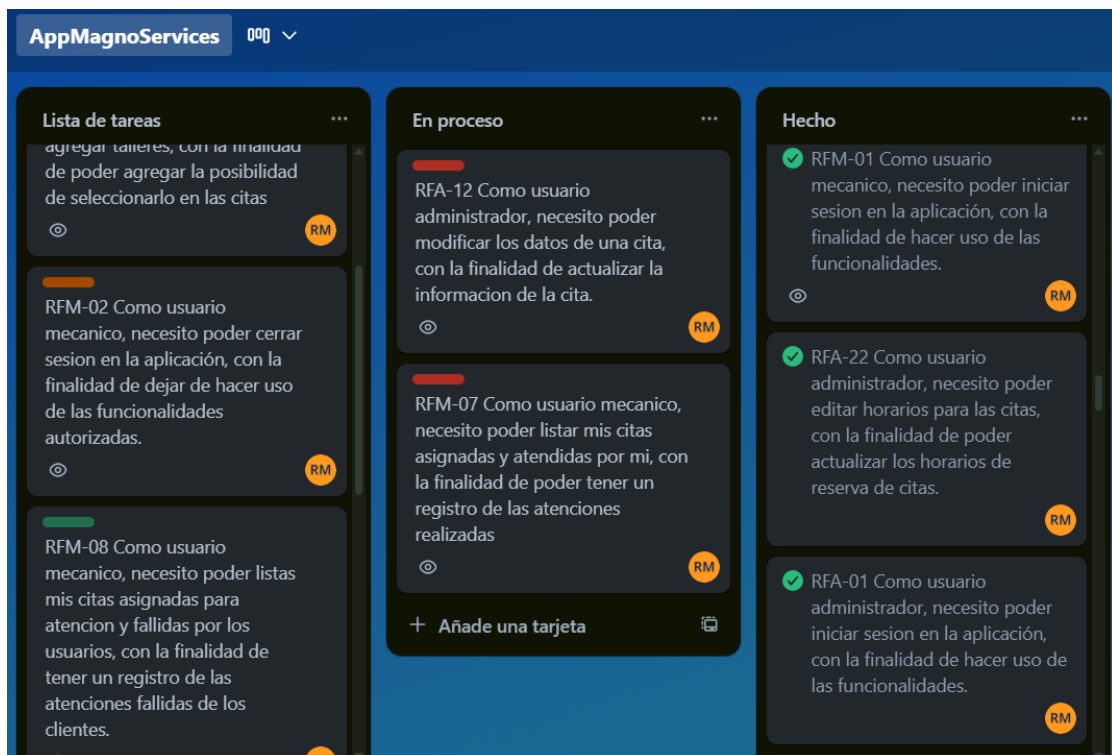 AppMagnoServices
Lista de tareas
agregar talleres, con la finalidad
de poder agregar la posibilidad
de seleccionarlo en las citas
RM
RFM-02 Como usuario
mecanico, necesito poder cerrar
sesion en la aplicación, con la
finalidad de dejar de hacer uso
de las funcionalidades
autorizadas.
RM
RFM-08 Como usuario
mecanico, necesito poder listas
mis citas asignadas para
atencion y fallidas por los
usuarios, con la finalidad de
tener un registro de las
atenciones fallidas de los
clientes.
En proceso
RFA-12 Como usuario
administrador, necesito poder
modificar los datos de una cita,
con la finalidad de actualizar la
informacion de la cita.
RM
RFM-07 Como usuario mecanico,
necesito poder listar mis citas
asignadas y atendidas por mi, con
la finalidad de poder tener un
registro de las atenciones
realizadas
RM
Añade una tarjeta
Hecho
RFM-01 Como usuario
mecanico, necesito poder iniciar
sesion en la aplicación, con la
finalidad de hacer uso de las
funcionalidades.
RM
RFA-22 Como usuario
administrador, necesito poder
editar horarios para las citas,
con la finalidad de poder
actualizar los horarios de
reserva de citas.
RM
RFA-01 Como usuario
administrador, necesito poder
iniciar sesion en la aplicación,
con la finalidad de hacer uso de
las funcionalidades.
RM